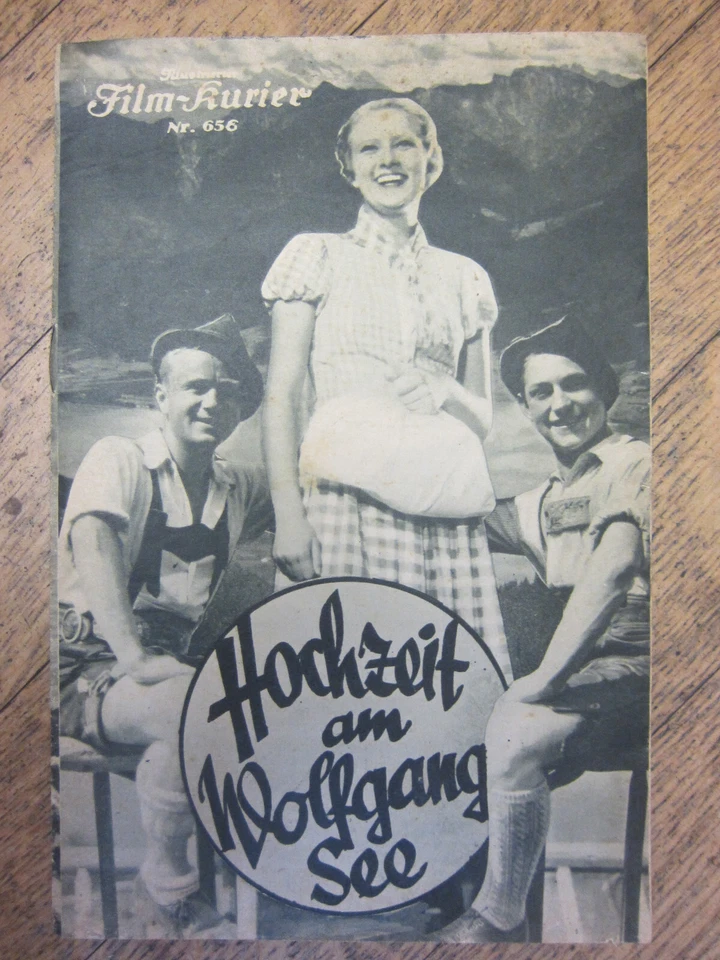 Film-Kurier
Nr. 656
Hochzeit
am
Wolfgang
See